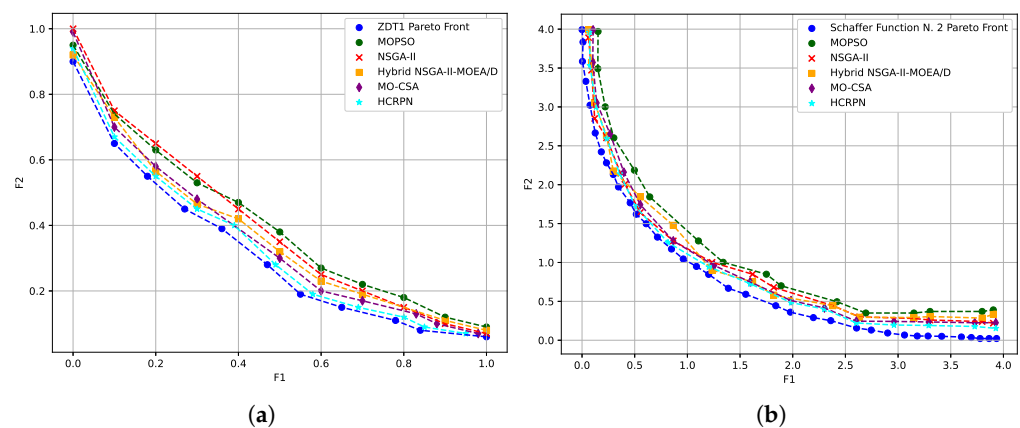 ZDT1 Pareto Front
MOPSO
NSGA-II
Hybrid NSGA-II-MOEA/D
MO-CSA
HCRPN
1.0
0.8
0.6
0.4
0.2
F2
0.0 0.2 0.4 0.6 0.8 1.0
F1
(a)
Schaffer Function N. 2 Pareto Front
MOPSO
NSGA-II
Hybrid NSGA-II-MOEA/D
MO-CSA
HCRPN
4.0
3.5
3.0
2.5
2.0
1.5
1.0
0.5
0.0
F2
0.0 0.5 1.0 1.5 2.0 2.5 3.0 3.5 4.0
F1
(b)